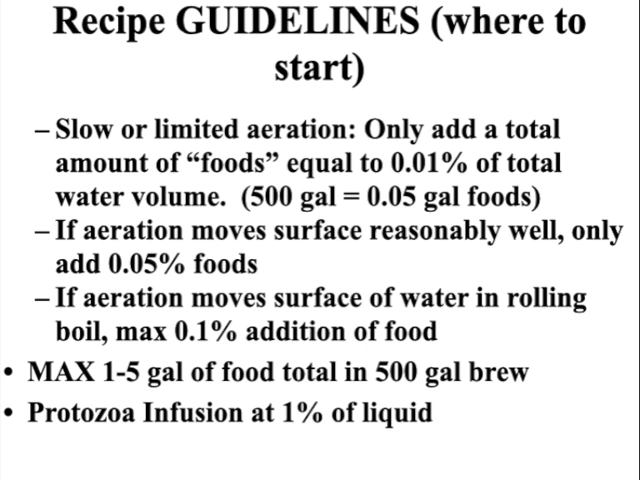 Recipe GUIDELINES (where to
start)
– Slow or limited aeration: Only add a total
amount of “foods” equal to 0.01% of total
water volume.  (500 gal = 0.05 gal foods)
– If aeration moves surface reasonably well, only
add 0.05% foods
– If aeration moves surface of water in rolling
boil, max 0.1% addition of food
• MAX 1-5 gal of food total in 500 gal brew
• Protozoa Infusion at 1% of liquid